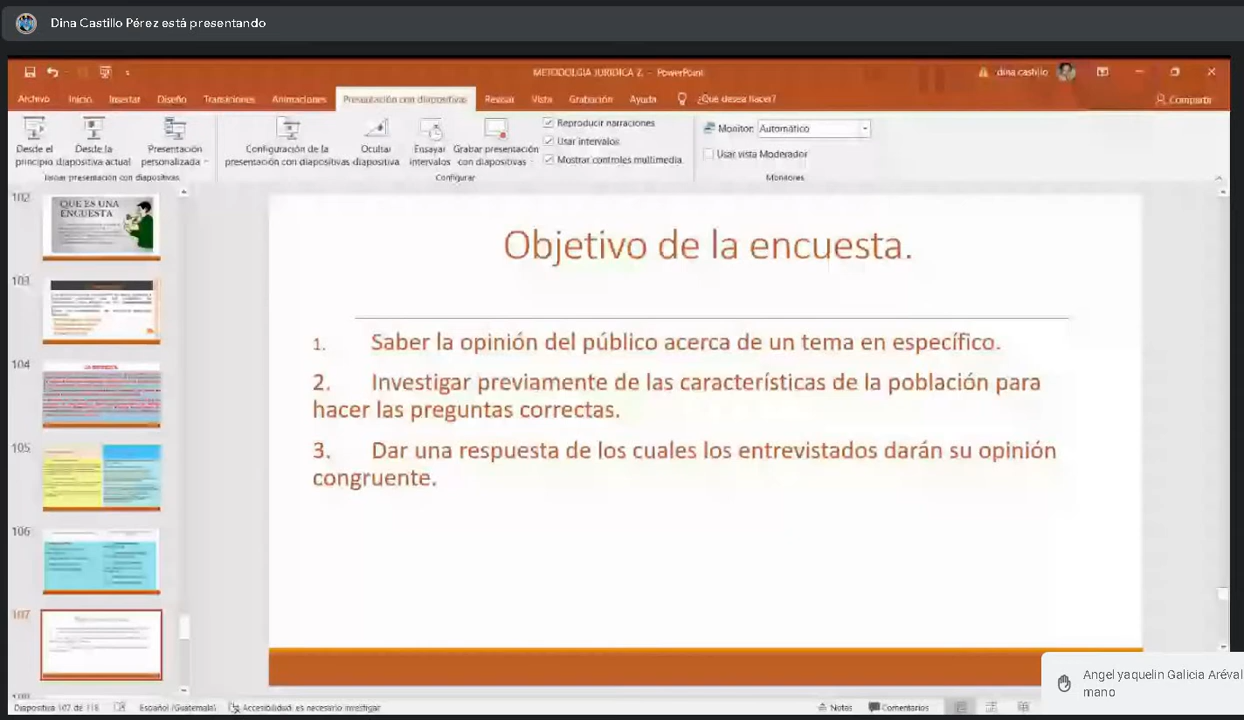 Dina Castillo Pérez está presentando
METODOLGIA JURIDICA 2. - PowerPoint
dina castillo
Archivo Inicio Insertar Diseño Transiciones Animaciones Presentación con diapositivas Revisar Vista Grabación Ayuda ¿Qué desea hacer? Compartir
Desde el principio
Desde la diapositiva actual
Presentación personalizada
Iniciar presentación con diapositivas
Configuración de la presentación con diapositivas
Ocultar diapositiva
Ensayar intervalos
Grabar presentación con diapositivas
Reproducir narraciones
Usar intervalos
Mostrar controles multimedia
Configurar
Monitor: Automático
Usar vista Moderador
Monitores
102
QUE ES UNA
ENCUESTA
103
104
105
106
107
Objetivo de la encuesta.
1. Saber la opinión del público acerca de un tema en específico.
2. Investigar previamente de las características de la población para
hacer las preguntas correctas.
3. Dar una respuesta de los cuales los entrevistados darán su opinión
congruente.
Angel yaquelin Galicia Aréval
mano
Diapositiva 107 de 118 Español (Guatemala) Accesibilidad: es necesario investigar Notas Comentarios